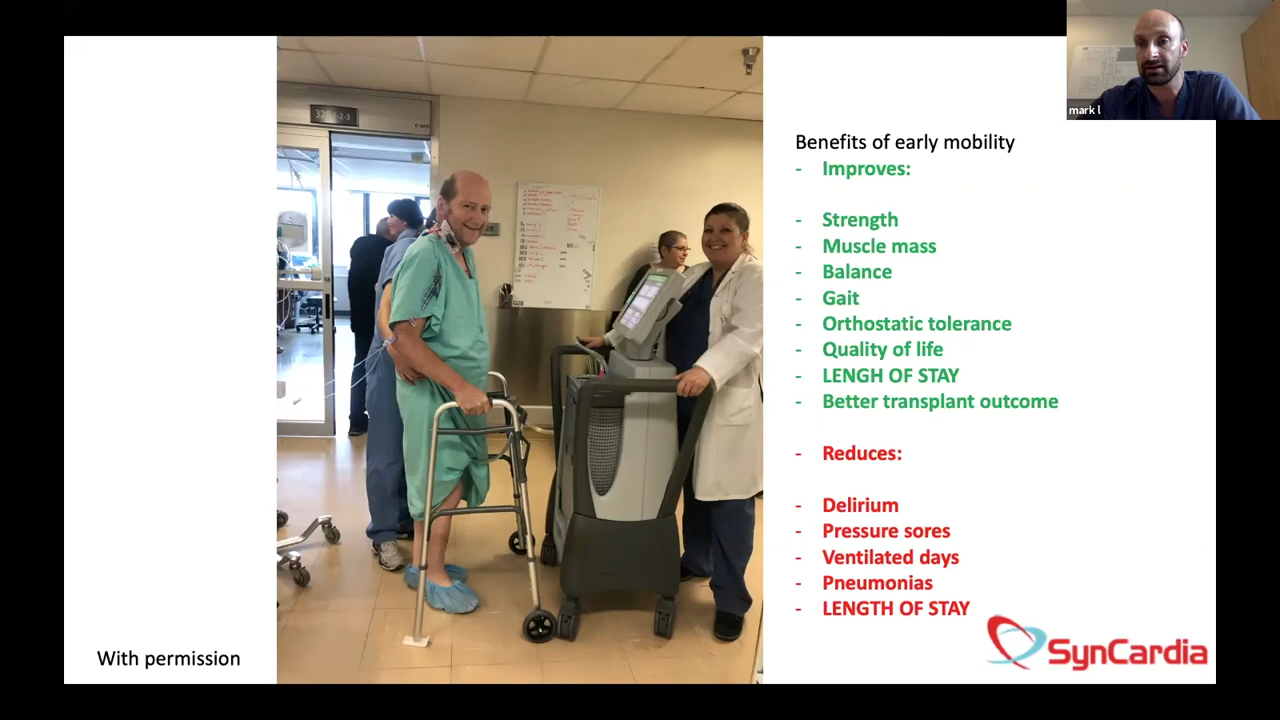 mark l
Benefits of early mobility
- Improves:
- Strength
- Muscle mass
- Balance
- Gait
- Orthostatic tolerance
- Quality of life
- LENGH OF STAY
- Better transplant outcome
- Reduces:
- Delirium
- Pressure sores
- Ventilated days
- Pneumonias
- LENGTH OF STAY
SynCardia
With permission